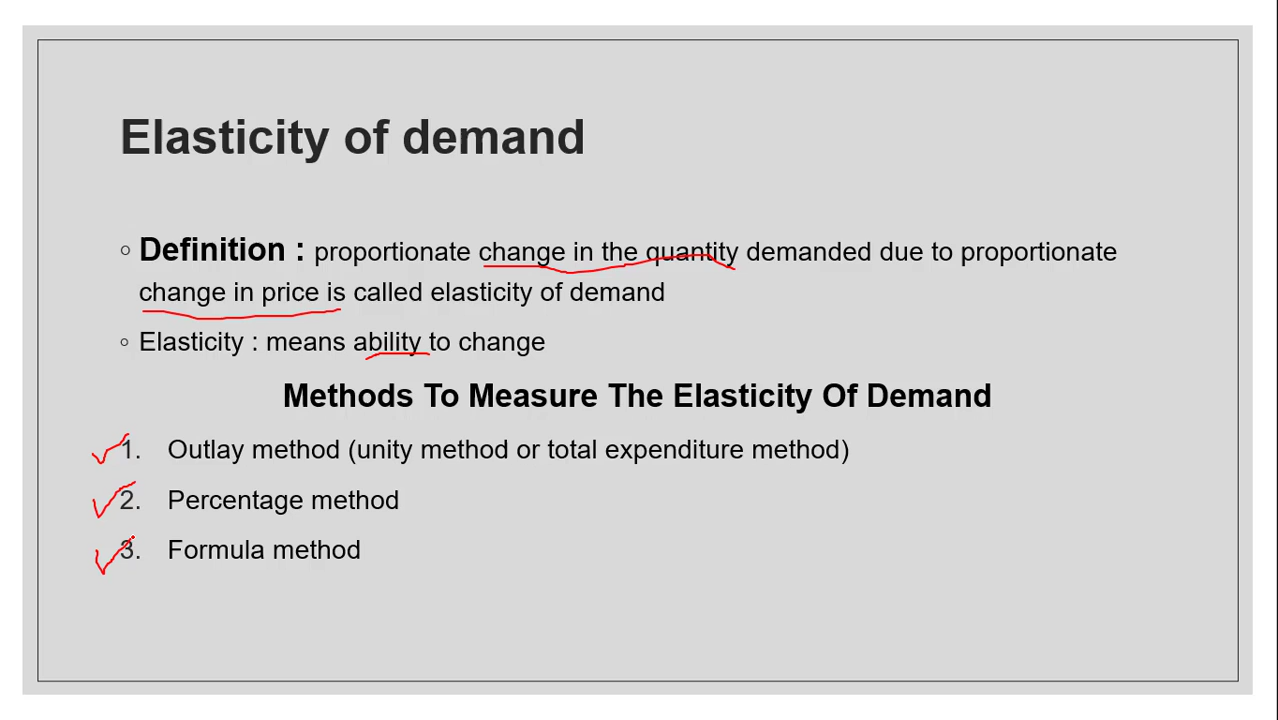 Elasticity of demand
◦ Definition : proportionate change in the quantity demanded due to proportionate
change in price is called elasticity of demand
◦ Elasticity : means ability to change
Methods To Measure The Elasticity Of Demand
1. Outlay method (unity method or total expenditure method)
2. Percentage method
3. Formula method